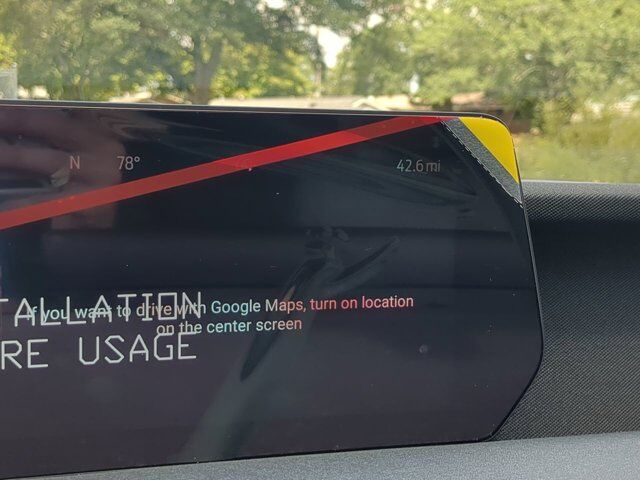 N 78° 42.6 mi
TALLATION
If you want to drive with Google Maps, turn on location
on the center screen
RE USAGE